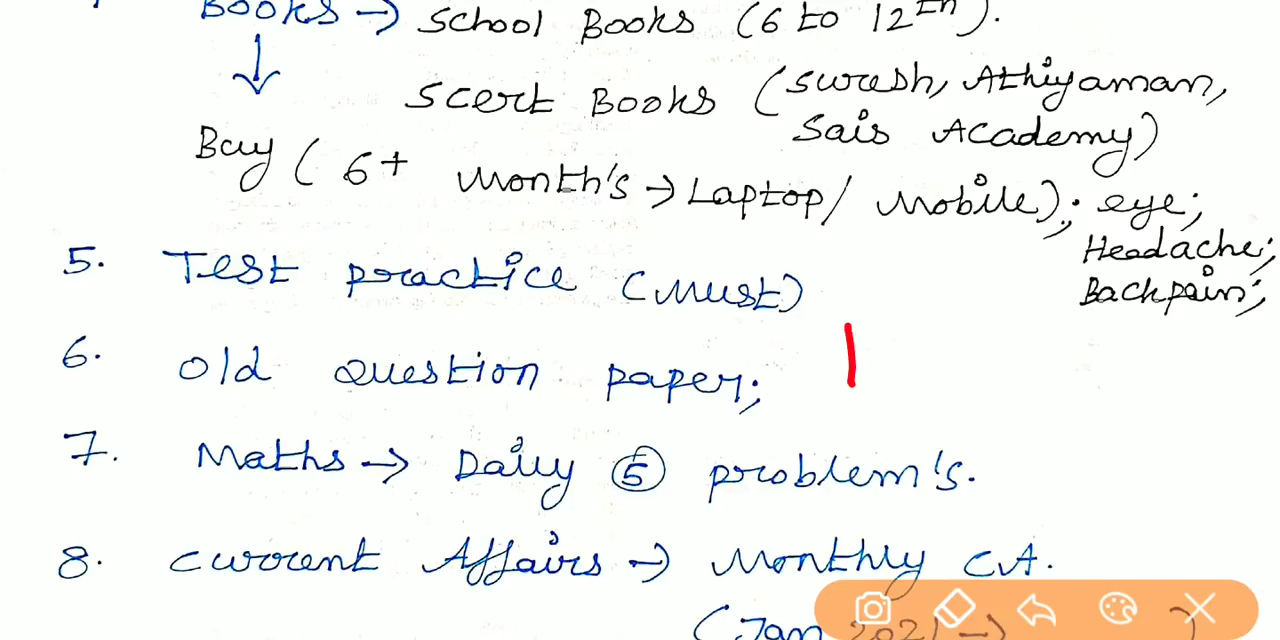 Books → School Books (6 to 12th).
Scert Books (Suresh, Athiyaman,
Sais Academy)
Buy (6+ month's → Laptop/ Mobile); eye;
Headache;
Backpain;
5. Test practice (Must)
6. Old question paper;
7. Maths → Daily 5 problem's.
8. Current Affairs → Monthly CA.
(Jan 2021 → )